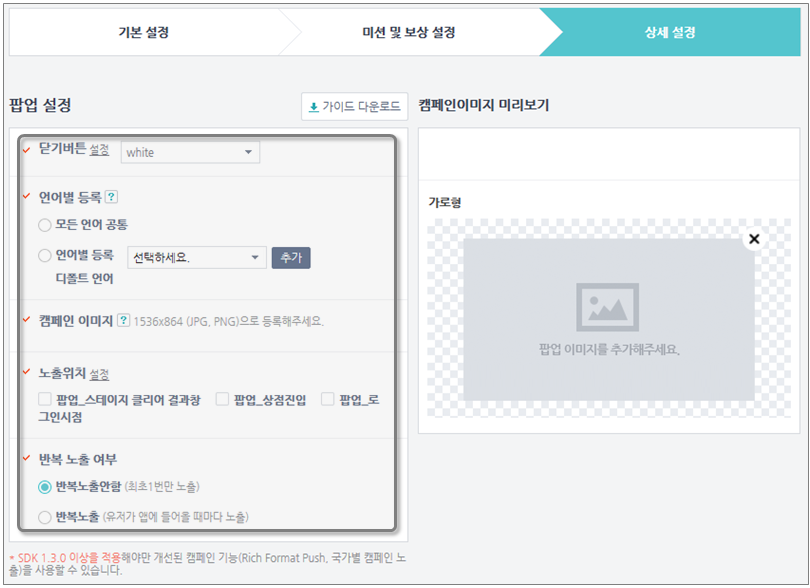 기본 설정
미션 및 보상 설정
상세 설정
팝업 설정
가이드 다운로드
닫기버튼 설정
white
언어별 등록 ?
모든 언어 공통
언어별 등록
선택하세요.
추가
디폴트 언어
캠페인 이미지 ? 1536x864 (JPG, PNG)으로 등록해주세요.
노출위치 설정
팝업_스테이지 클리어 결과창 팝업_상점진입 팝업_로
그인시점
반복 노출 여부
반복노출안함 (최초1번만 노출)
반복노출 (유저가 앱에 들어올 때마다 노출)
* SDK 1.3.0 이상을 적용해야만 개선된 캠페인 기능(Rich Format Push, 국가별 캠페인 노
출)을 사용할 수 있습니다.
캠페인이미지 미리보기
가로형
팝업 이미지를 추가해주세요.